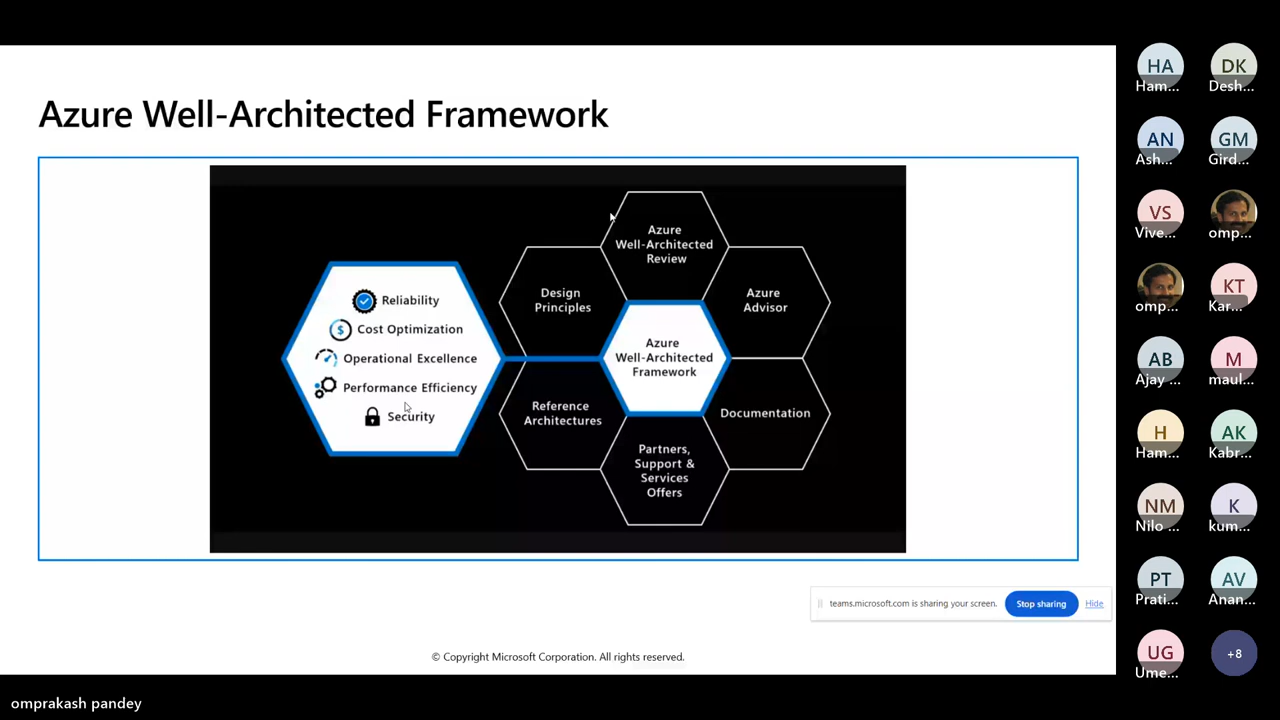 Azure Well-Architected Framework
Reliability
Cost Optimization
Operational Excellence
Performance Efficiency
Security
Design
Principles
Azure
Well-Architected
Review
Azure
Advisor
Azure
Well-Architected
Framework
Reference
Architectures
Documentation
Partners,
Support &
Services
Offers
teams.microsoft.com is sharing your screen.
Stop sharing
Hide
© Copyright Microsoft Corporation. All rights reserved.
omprakash pandey
HA
Ham...
DK
Desh...
AN
Ash...
GM
Gird...
VS
Vive...
omp...
omp...
KT
Kar...
AB
Ajay ...
M
maul...
H
Ham...
AK
Kabr...
NM
Nilo ...
K
kum...
PT
Prati...
AV
Anan...
UG
Ume...
+8